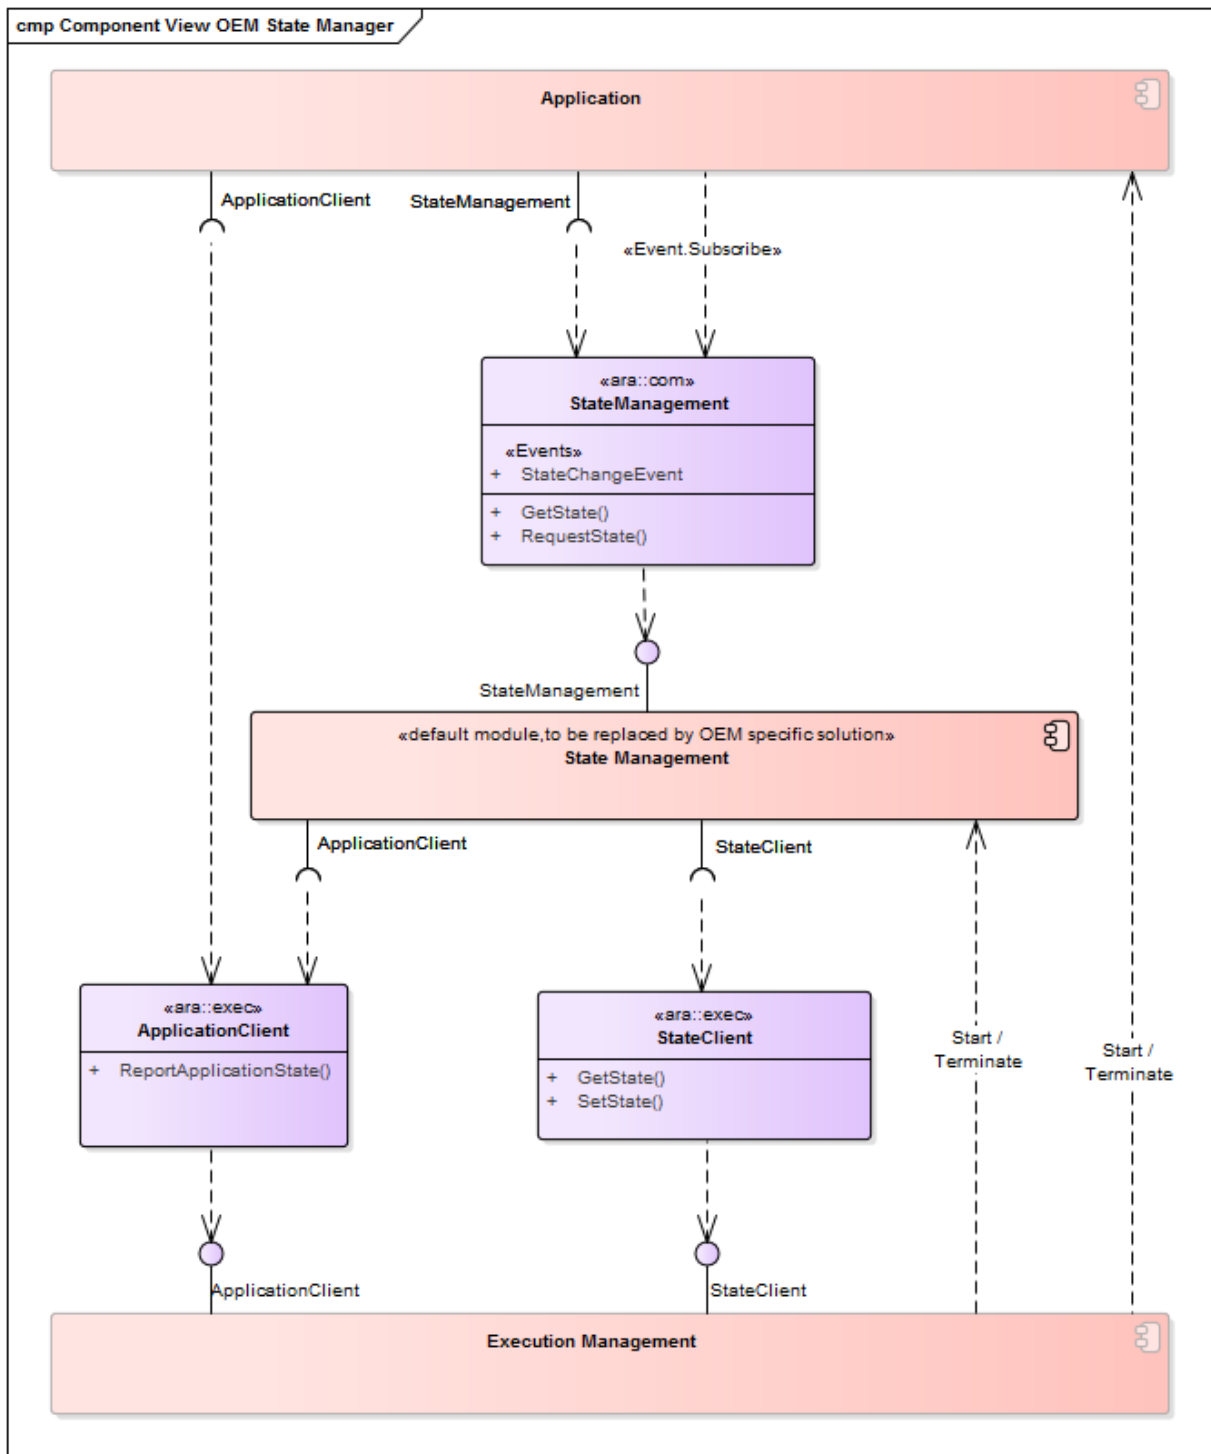 cmp Component View OEM State Manager
Application
ApplicationClient
StateManagement
«Event.Subscribe»
«ara::com»
StateManagement
«Events»
+ StateChangeEvent
+ GetState()
+ RequestState()
StateManagement
«default module,to be replaced by OEM specific solution»
State Management
ApplicationClient
StateClient
«ara::exec»
ApplicationClient
+ ReportApplicationState()
«ara::exec»
StateClient
+ GetState()
+ SetState()
Start /
Terminate
Start /
Terminate
ApplicationClient
StateClient
Execution Management